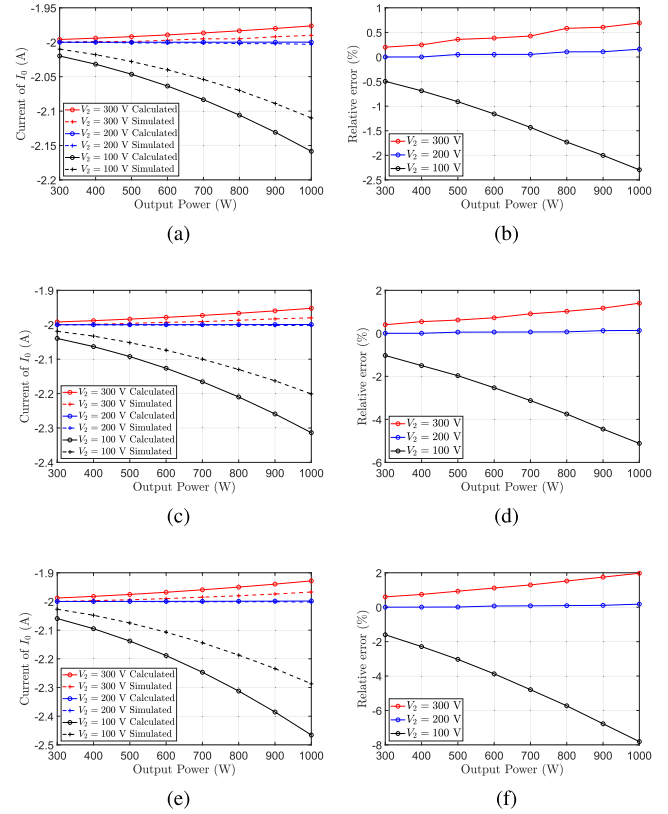 -1.95
-2
-2.05
-2.1
-2.15
-2.2
Current of I₀ (A)
V₂ = 300 V Calculated
V₂ = 300 V Simulated
V₂ = 200 V Calculated
V₂ = 200 V Simulated
V₂ = 100 V Calculated
V₂ = 100 V Simulated
300 400 500 600 700 800 900 1000
Output Power (W)
(a)
1
0.5
0
-0.5
-1
-1.5
-2
-2.5
Relative error (%)
V₂ = 300 V
V₂ = 200 V
V₂ = 100 V
300 400 500 600 700 800 900 1000
Output Power (W)
(b)
-1.9
-2
-2.1
-2.2
-2.3
-2.4
Current of I₀ (A)
V₂ = 300 V Calculated
V₂ = 300 V Simulated
V₂ = 200 V Calculated
V₂ = 200 V Simulated
V₂ = 100 V Calculated
V₂ = 100 V Simulated
300 400 500 600 700 800 900 1000
Output Power (W)
(c)
2
0
-2
-4
-6
Relative error (%)
V₂ = 300 V
V₂ = 200 V
V₂ = 100 V
300 400 500 600 700 800 900 1000
Output Power (W)
(d)
-1.9
-2
-2.1
-2.2
-2.3
-2.4
-2.5
Current of I₀ (A)
V₂ = 300 V Calculated
V₂ = 300 V Simulated
V₂ = 200 V Calculated
V₂ = 200 V Simulated
V₂ = 100 V Calculated
V₂ = 100 V Simulated
300 400 500 600 700 800 900 1000
Output Power (W)
(e)
2
0
-2
-4
-6
-8
Relative error (%)
V₂ = 300 V
V₂ = 200 V
V₂ = 100 V
300 400 500 600 700 800 900 1000
Output Power (W)
(f)